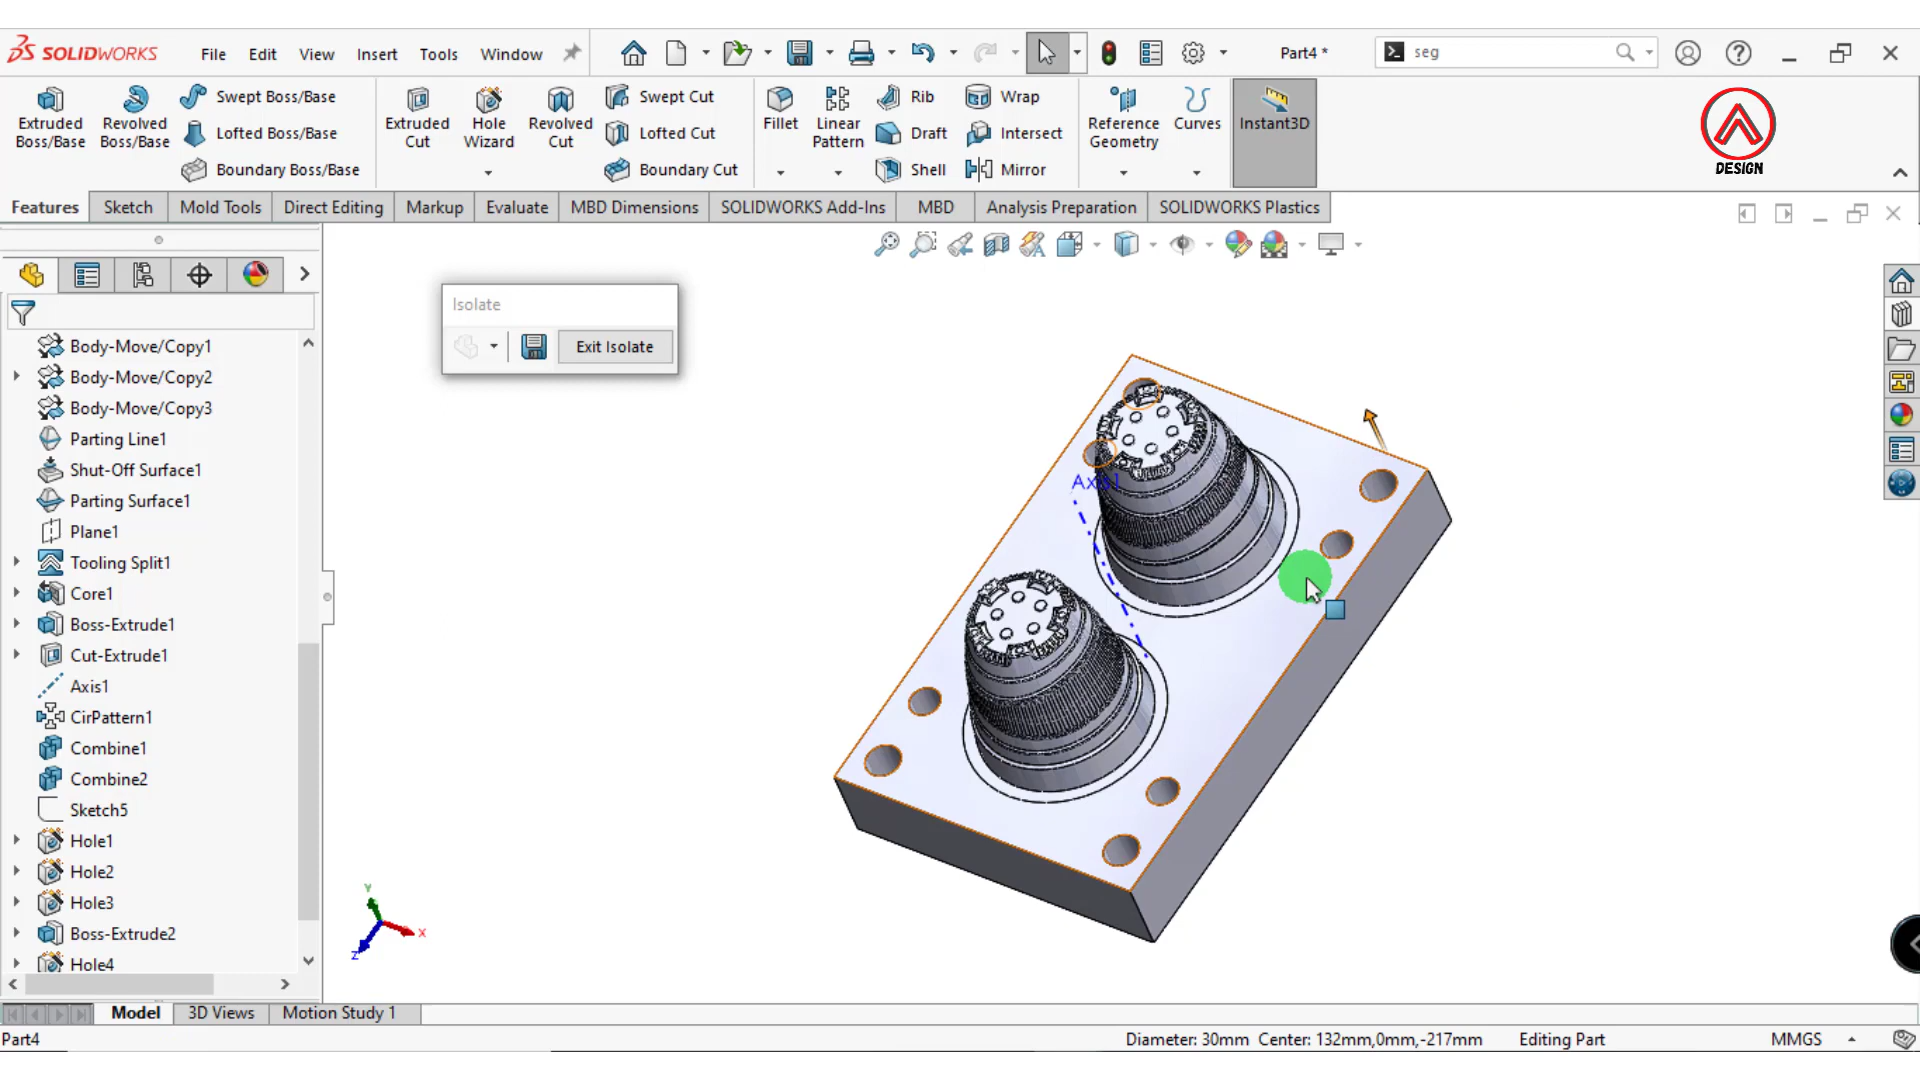 SOLIDWORKS File Edit View Insert Tools Window Part4 * seg
Extruded Boss/Base
Revolved Boss/Base
Swept Boss/Base
Lofted Boss/Base
Boundary Boss/Base
Extruded Cut
Hole Wizard
Revolved Cut
Swept Cut
Lofted Cut
Boundary Cut
Fillet
Linear Pattern
Rib
Draft
Shell
Wrap
Intersect
Mirror
Reference Geometry
Curves
Instant3D
DESIGN
Features Sketch Mold Tools Direct Editing Markup Evaluate MBD Dimensions SOLIDWORKS Add-Ins MBD Analysis Preparation SOLIDWORKS Plastics
Body-Move/Copy1
Body-Move/Copy2
Body-Move/Copy3
Parting Line1
Shut-Off Surface1
Parting Surface1
Plane1
Tooling Split1
Core1
Boss-Extrude1
Cut-Extrude1
Axis1
CirPattern1
Combine1
Combine2
Sketch5
Hole1
Hole2
Hole3
Boss-Extrude2
Hole4
Isolate
Exit Isolate
Axis1
Y
X
Z
Model 3D Views Motion Study 1
Part4 Diameter: 30mm Center: 132mm,0mm,-217mm Editing Part MMGS